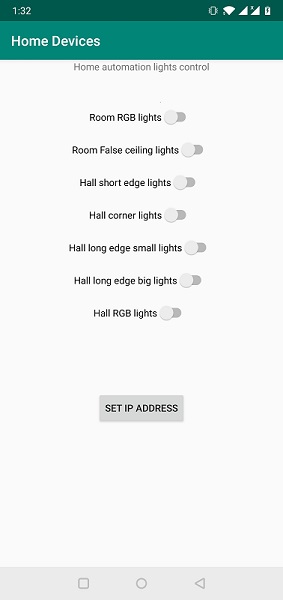 1:32
Home Devices
Home automation lights control
Room RGB lights
Room False ceiling lights
Hall short edge lights
Hall corner lights
Hall long edge small lights
Hall long edge big lights
Hall RGB lights
SET IP ADDRESS